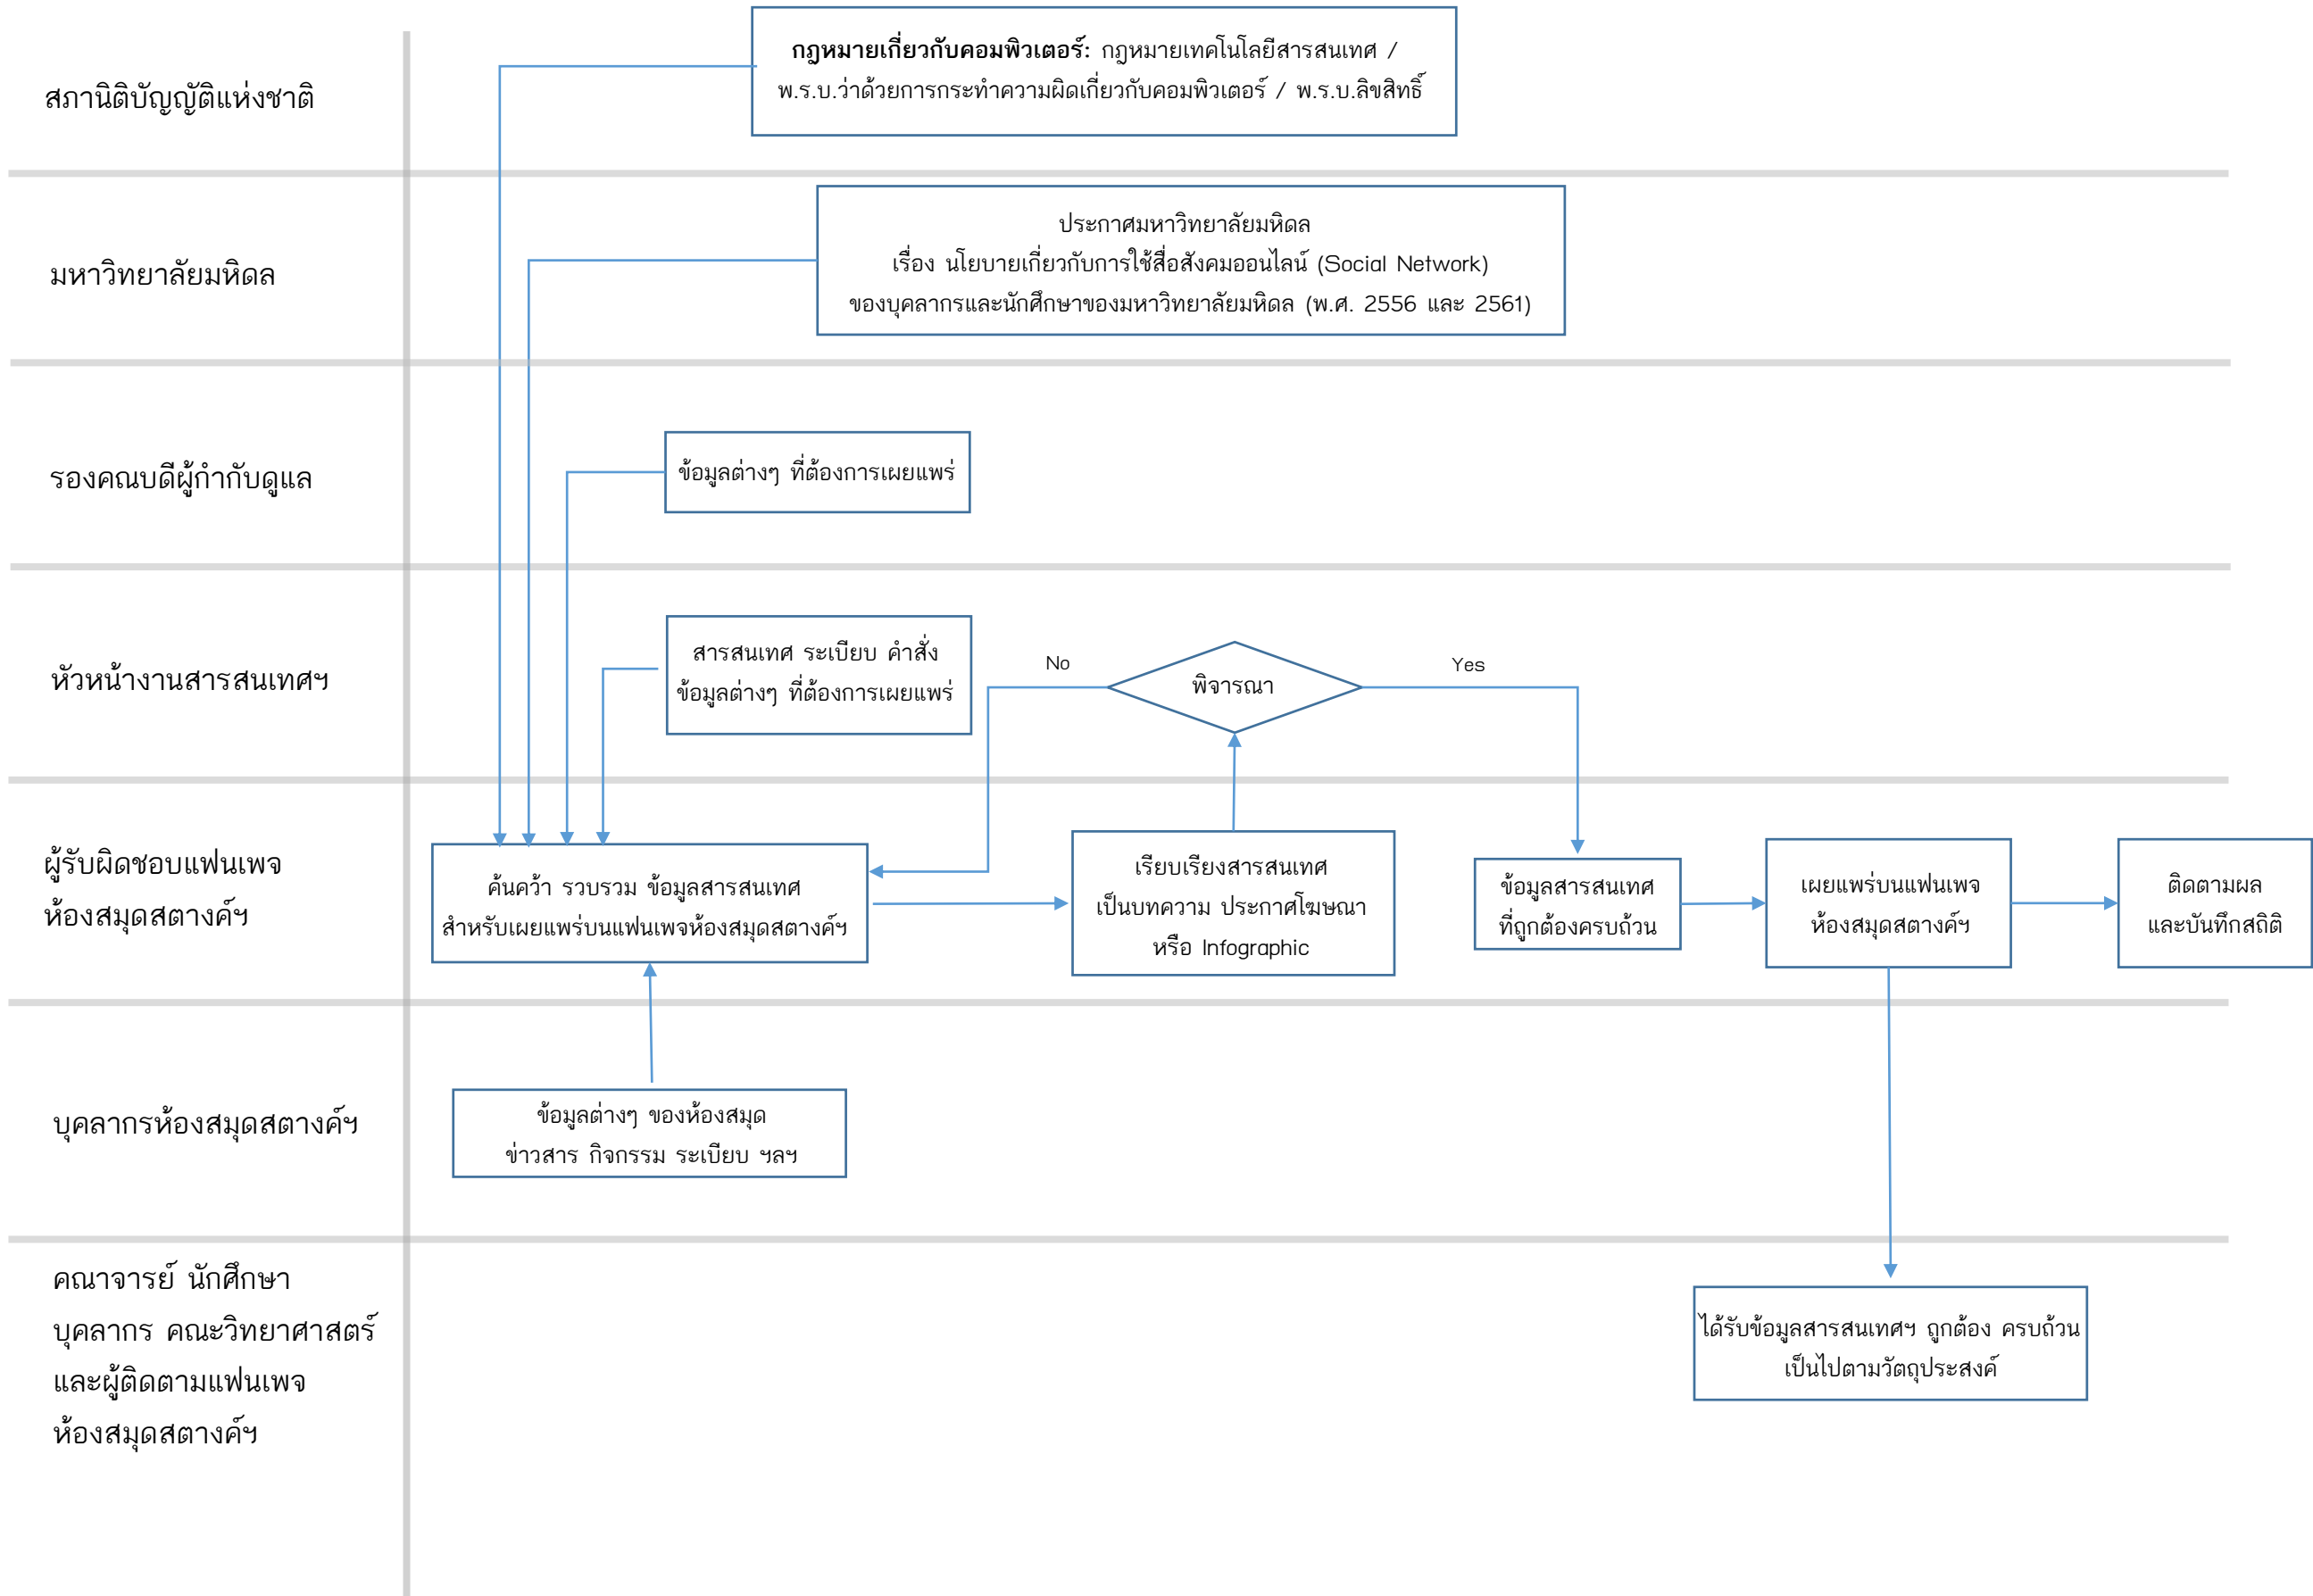 สภานิติบัญญัติแห่งชาติ
กฎหมายเกี่ยวกับคอมพิวเตอร์: กฎหมายเทคโนโลยีสารสนเทศ /
พ.ร.บ.ว่าด้วยการกระทำความผิดเกี่ยวกับคอมพิวเตอร์ / พ.ร.บ.ลิขสิทธิ์
มหาวิทยาลัยมหิดล
ประกาศมหาวิทยาลัยมหิดล
เรื่อง นโยบายเกี่ยวกับการใช้สื่อสังคมออนไลน์ (Social Network)
ของบุคลากรและนักศึกษาของมหาวิทยาลัยมหิดล (พ.ศ. 2556 และ 2561)
รองคณบดีผู้กำกับดูแล
ข้อมูลต่างๆ ที่ต้องการเผยแพร่
หัวหน้างานสารสนเทศฯ
สารสนเทศ ระเบียบ คำสั่ง
ข้อมูลต่างๆ ที่ต้องการเผยแพร่
No
พิจารณา
Yes
ผู้รับผิดชอบแฟนเพจ
ห้องสมุดสตางค์ฯ
ค้นคว้า รวบรวม ข้อมูลสารสนเทศ
สำหรับเผยแพร่บนแฟนเพจห้องสมุดสตางค์ฯ
เรียบเรียงสารสนเทศ
เป็นบทความ ประกาศโฆษณา
หรือ Infographic
ข้อมูลสารสนเทศ
ที่ถูกต้องครบถ้วน
เผยแพร่บนแฟนเพจ
ห้องสมุดสตางค์ฯ
ติดตามผล
และบันทึกสถิติ
บุคลากรห้องสมุดสตางค์ฯ
ข้อมูลต่างๆ ของห้องสมุด
ข่าวสาร กิจกรรม ระเบียบ ฯลฯ
คณาจารย์ นักศึกษา
บุคลากร คณะวิทยาศาสตร์
และผู้ติดตามแฟนเพจ
ห้องสมุดสตางค์ฯ
ได้รับข้อมูลสารสนเทศฯ ถูกต้อง ครบถ้วน
เป็นไปตามวัตถุประสงค์